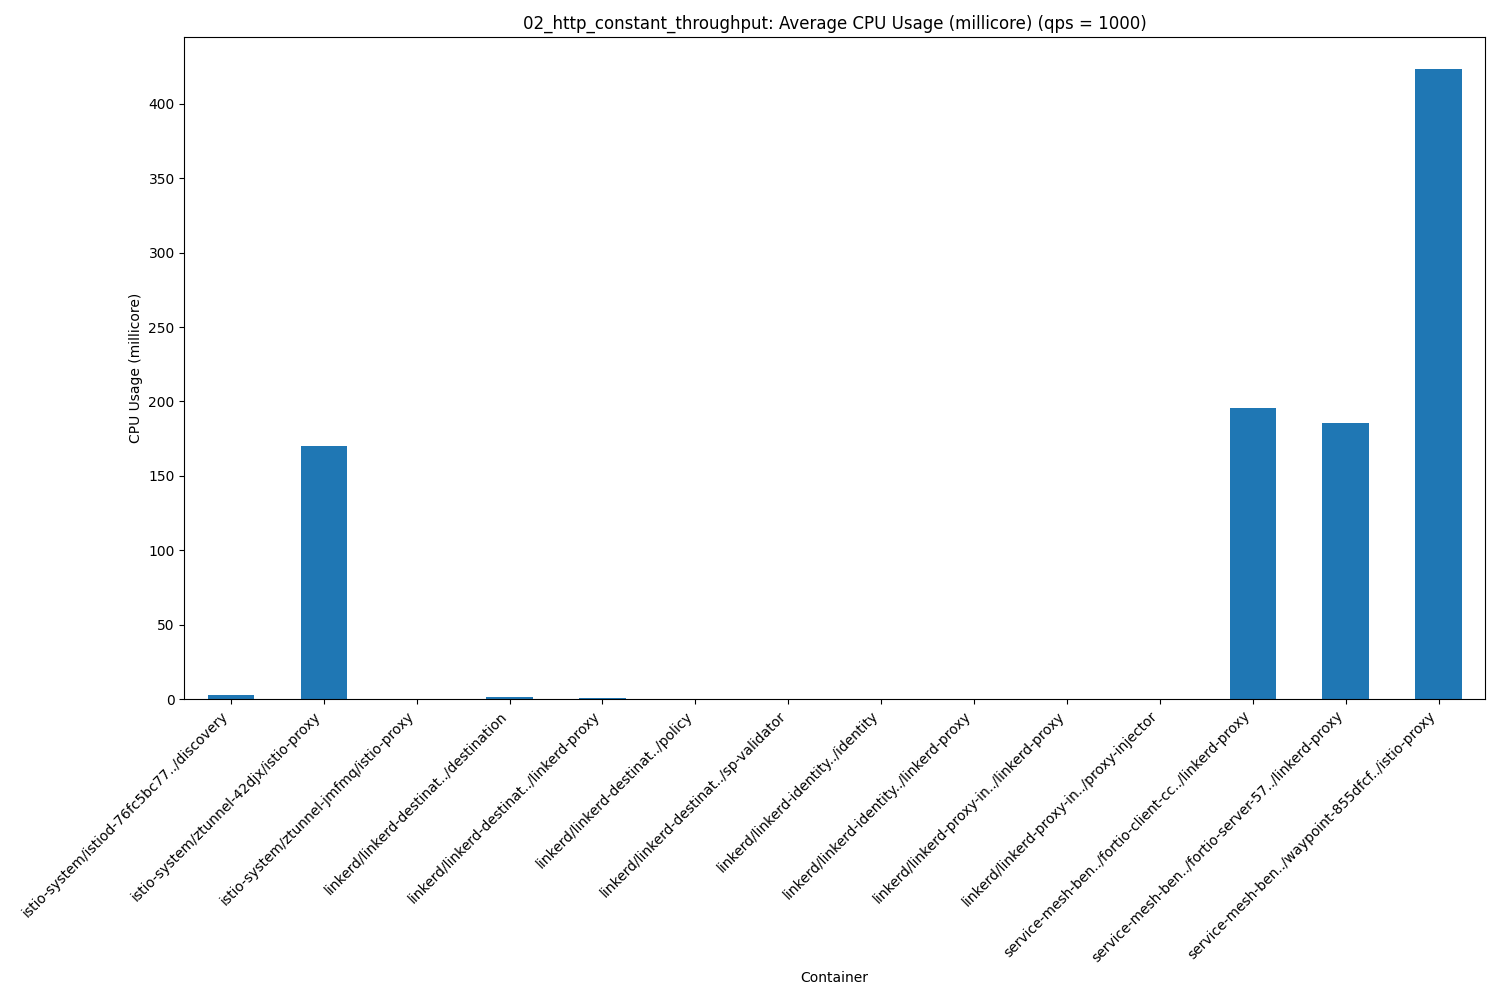 02_http_constant_throughput: Average CPU Usage (millicore) (qps = 1000)
CPU Usage (millicore)
400
350
300
250
200
150
100
50
0
istio-system/istiod-76fc5bc77../discovery
istio-system/ztunnel-42djx/istio-proxy
istio-system/ztunnel-jmfmq/istio-proxy
linkerd/linkerd-destinat../destination
linkerd/linkerd-destinat../linkerd-proxy
linkerd/linkerd-destinat../policy
linkerd/linkerd-destinat../sp-validator
linkerd/linkerd-identity../identity
linkerd/linkerd-identity../linkerd-proxy
linkerd/linkerd-proxy-in../linkerd-proxy
linkerd/linkerd-proxy-in../proxy-injector
service-mesh-ben../fortio-client-cc../linkerd-proxy
service-mesh-ben../fortio-server-57../linkerd-proxy
service-mesh-ben../waypoint-855dfcf../istio-proxy
Container